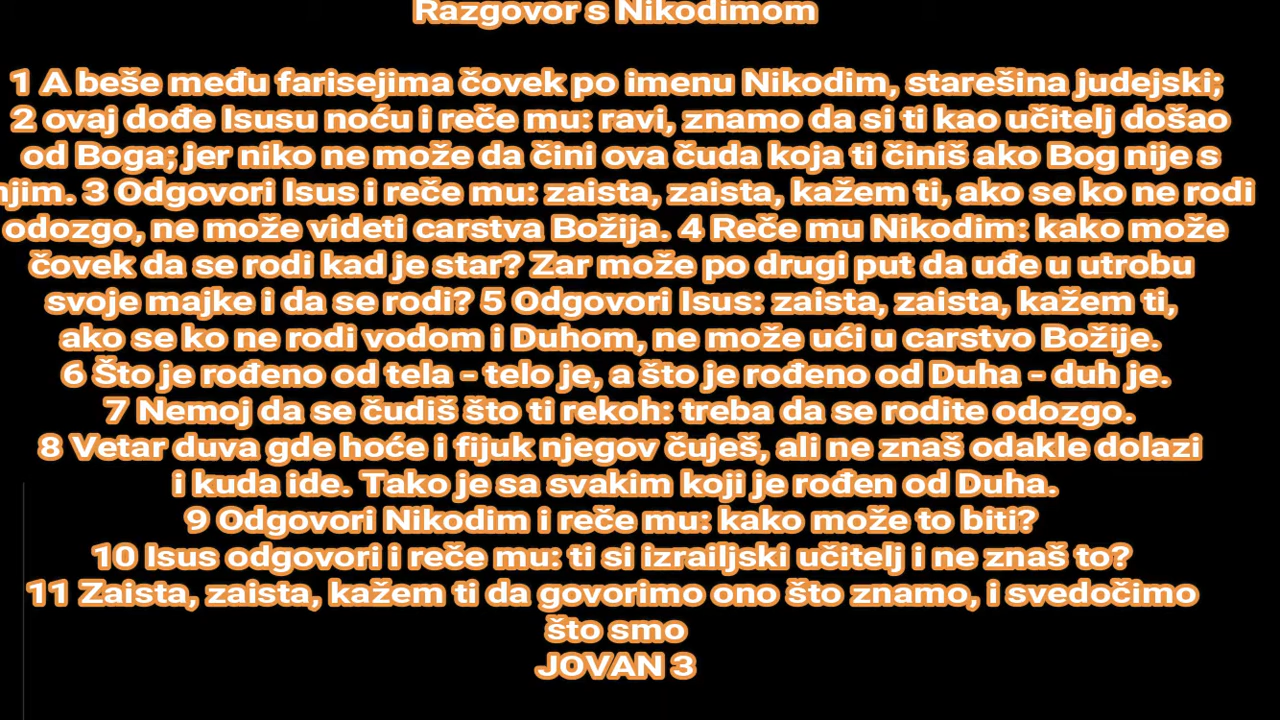 Razgovor s Nikodimom
1 A beše među farisejima čovek po imenu Nikodim, starešina judejski;
2 ovaj dođe Isusu noću i reče mu: ravi, znamo da si ti kao učitelj došao
od Boga; jer niko ne može da čini ova čuda koja ti činiš ako Bog nije s
njim. 3 Odgovori Isus i reče mu: zaista, zaista, kažem ti, ako se ko ne rodi
odozgo, ne može videti carstva Božija. 4 Reče mu Nikodim: kako može
čovek da se rodi kad je star? Zar može po drugi put da uđe u utrobu
svoje majke i da se rodi? 5 Odgovori Isus: zaista, zaista, kažem ti,
ako se ko ne rodi vodom i Duhom, ne može ući u carstvo Božije.
6 Što je rođeno od tela - telo je, a što je rođeno od Duha - duh je.
7 Nemoj da se čudiš što ti rekoh: treba da se rodite odozgo.
8 Vetar duva gde hoće i fijuk njegov čuješ, ali ne znaš odakle dolazi
i kuda ide. Tako je sa svakim koji je rođen od Duha.
9 Odgovori Nikodim i reče mu: kako može to biti?
10 Isus odgovori i reče mu: ti si izrailjski učitelj i ne znaš to?
11 Zaista, zaista, kažem ti da govorimo ono što znamo, i svedočimo
što smo
JOVAN 3